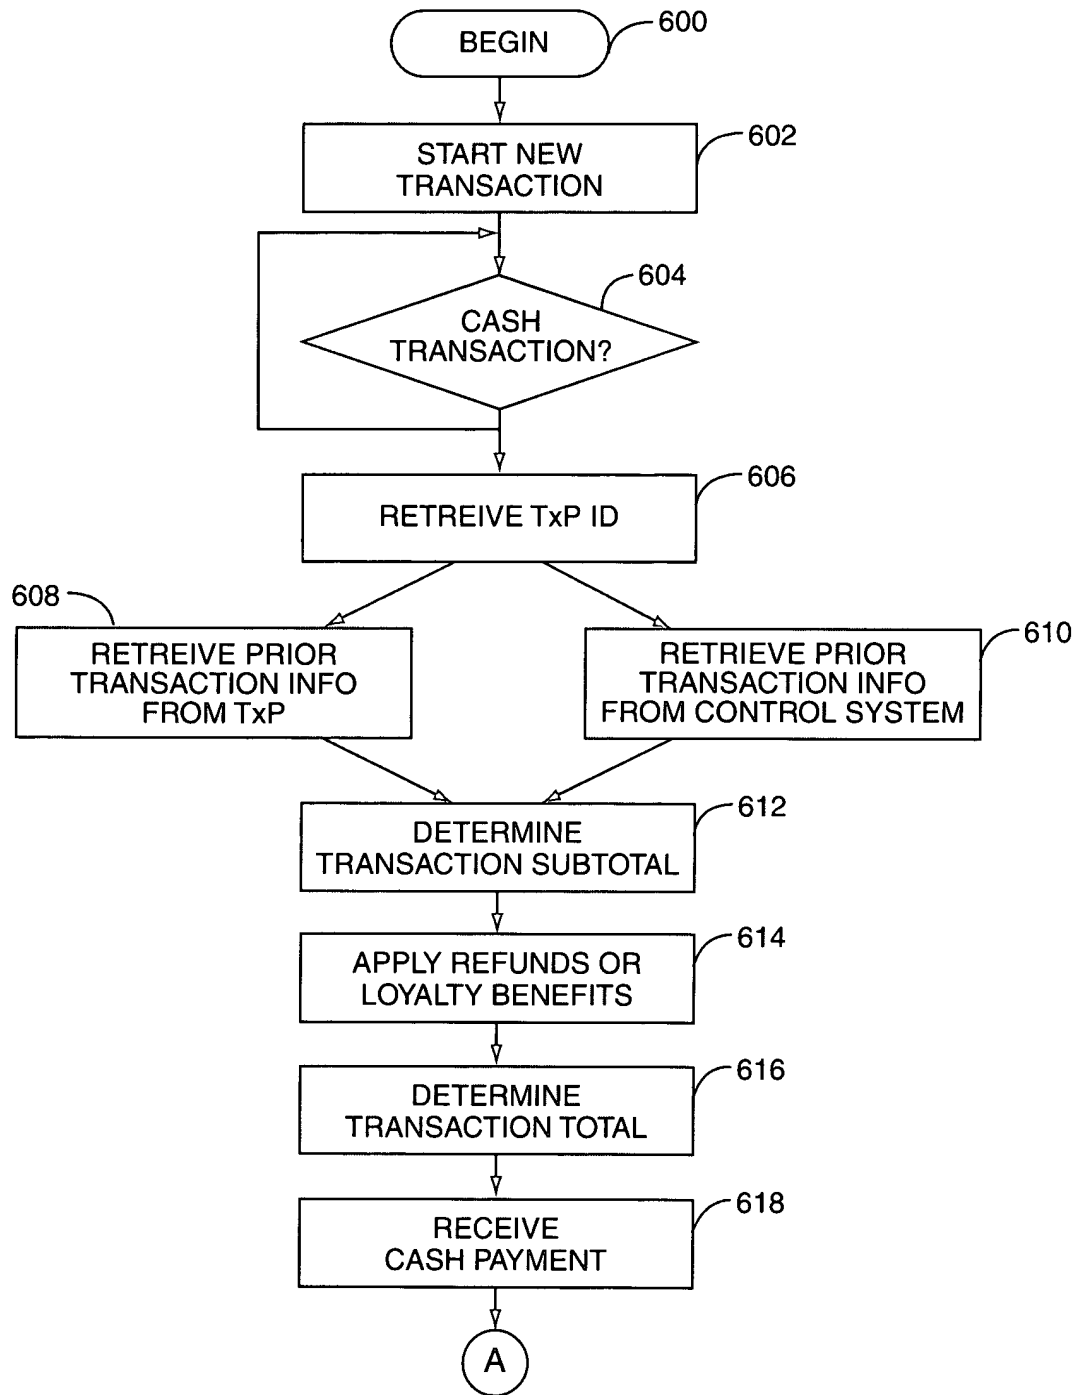 BEGIN
600
START NEW
TRANSACTION
602
CASH
TRANSACTION?
604
RETREIVE TxP ID
606
608
RETREIVE PRIOR
TRANSACTION INFO
FROM TxP
RETRIEVE PRIOR
TRANSACTION INFO
FROM CONTROL SYSTEM
610
DETERMINE
TRANSACTION SUBTOTAL
612
APPLY REFUNDS OR
LOYALTY BENEFITS
614
DETERMINE
TRANSACTION TOTAL
616
RECEIVE
CASH PAYMENT
618
A